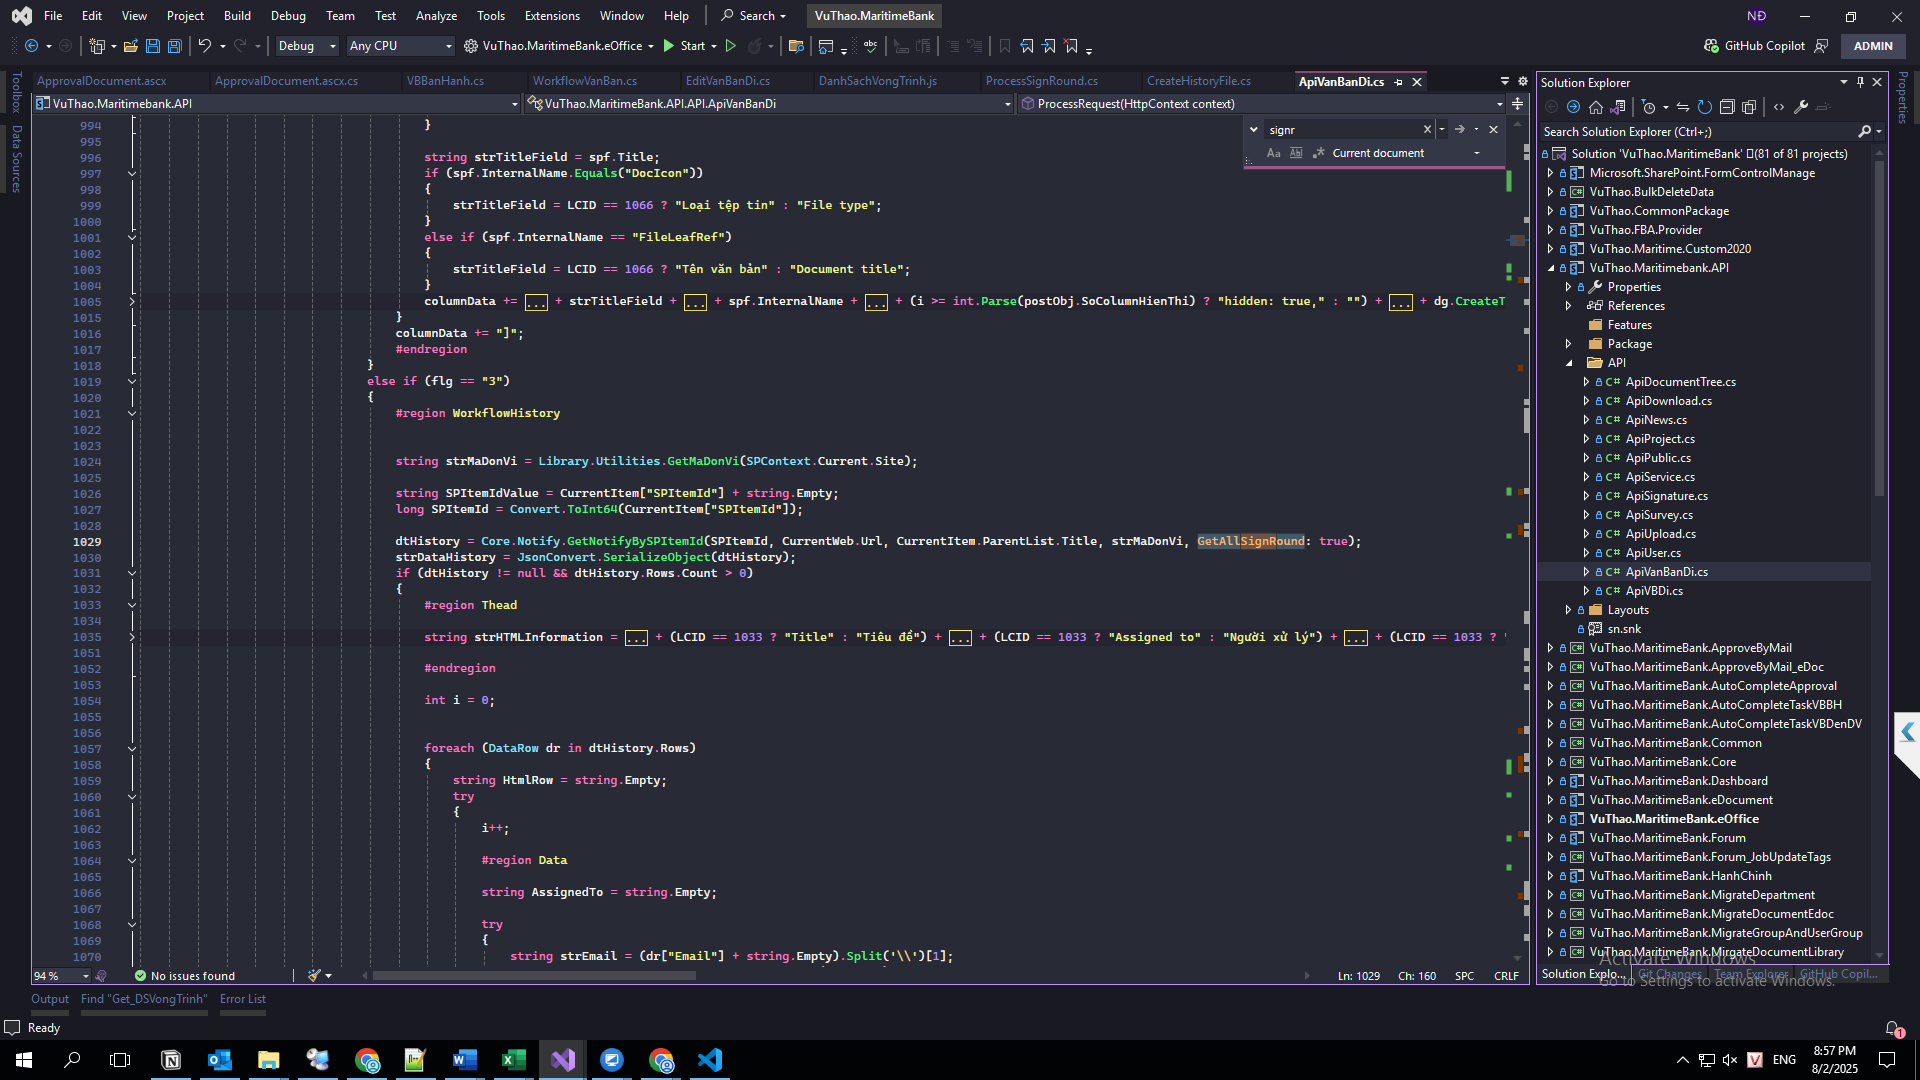 File Edit View Project Build Debug Team Test Analyze Tools Extensions Window Help Search VuThao.MaritimeBank NĐ
Debug Any CPU VuThao.MaritimeBank.eOffice Start GitHub Copilot ADMIN
ApprovalDocument.ascx ApprovalDocument.ascx.cs VBBanHanh.cs WorkflowVanBan.cs EditVanBanDi.cs DanhSachVongTrinh.js ProcessSignRound.cs CreateHistoryFile.cs ApiVanBanDi.cs
VuThao.Maritimebank.API VuThao.MaritimeBank.API.API.ApiVanBanDi ProcessRequest(HttpContext context)
Toolbox
Data Sources
signr
Aa Ab Current document
994 }
995
996 string strTitleField = spf.Title;
997 if (spf.InternalName.Equals("DocIcon"))
998 {
999 strTitleField = LCID == 1066 ? "Loại tệp tin" : "File type";
1000 }
1001 else if (spf.InternalName == "FileLeafRef")
1002 {
1003 strTitleField = LCID == 1066 ? "Tên văn bản" : "Document title";
1004 }
1005 columnData += ... + strTitleField + ... + spf.InternalName + ... + (i >= int.Parse(postObj.SoColumnHienThi) ? "hidden: true," : "") + ... + dg.CreateT
1015 }
1016 columnData += "]";
1017 #endregion
1018 }
1019 else if (flg == "3")
1020 {
1021 #region WorkflowHistory
1022
1023
1024 string strMaDonVi = Library.Utilities.GetMaDonVi(SPContext.Current.Site);
1025
1026 string SPItemIdValue = CurrentItem["SPItemId"] + string.Empty;
1027 long SPItemId = Convert.ToInt64(CurrentItem["SPItemId"]);
1028
1029 dtHistory = Core.Notify.GetNotifyBySPItemId(SPItemId, CurrentWeb.Url, CurrentItem.ParentList.Title, strMaDonVi, GetAllSignRound: true);
1030 strDataHistory = JsonConvert.SerializeObject(dtHistory);
1031 if (dtHistory != null && dtHistory.Rows.Count > 0)
1032 {
1033 #region Thead
1034
1035 string strHTMLInformation = ... + (LCID == 1033 ? "Title" : "Tiêu đề") + ... + (LCID == 1033 ? "Assigned to" : "Người xử lý") + ... + (LCID == 1033 ? "
1051
1052 #endregion
1053
1054 int i = 0;
1055
1056
1057 foreach (DataRow dr in dtHistory.Rows)
1058 {
1059 string HtmlRow = string.Empty;
1060 try
1061 {
1062 i++;
1063
1064 #region Data
1065
1066 string AssignedTo = string.Empty;
1067
1068 try
1069 {
1070 string strEmail = (dr["Email"] + string.Empty).Split('\\')[1];
94 % No issues found Ln: 1029 Ch: 160 SPC CRLF
Output Find "Get_DSVongTrinh" Error List
Ready
Solution Explorer
Properties
Search Solution Explorer (Ctrl+;)
Solution 'VuThao.MaritimeBank' (81 of 81 projects)
Microsoft.SharePoint.FormControlManage
VuThao.BulkDeleteData
VuThao.CommonPackage
VuThao.FBA.Provider
VuThao.Maritime.Custom2020
VuThao.Maritimebank.API
Properties
References
Features
Package
API
C# ApiDocumentTree.cs
C# ApiDownload.cs
C# ApiNews.cs
C# ApiProject.cs
C# ApiPublic.cs
C# ApiService.cs
C# ApiSignature.cs
C# ApiSurvey.cs
C# ApiUpload.cs
C# ApiUser.cs
C# ApiVanBanDi.cs
C# ApiVBDi.cs
Layouts
sn.snk
VuThao.MaritimeBank.ApproveByMail
VuThao.MaritimeBank.ApproveByMail_eDoc
VuThao.MaritimeBank.AutoCompleteApproval
VuThao.MaritimeBank.AutoCompleteTaskVBBH
VuThao.MaritimeBank.AutoCompleteTaskVBDenDV
VuThao.MaritimeBank.Common
VuThao.MaritimeBank.Core
VuThao.MaritimeBank.Dashboard
VuThao.MaritimeBank.eDocument
VuThao.MaritimeBank.eOffice
VuThao.MaritimeBank.Forum
VuThao.MaritimeBank.Forum_JobUpdateTags
VuThao.MaritimeBank.HanhChinh
VuThao.MaritimeBank.MigrateDepartment
VuThao.MaritimeBank.MigrateDocumentEdoc
VuThao.MaritimeBank.MigrateGroupAndUserGroup
VuThao.MaritimeBank.MirgateDocumentLibrary
Solution Explo... Git Changes Team Explorer GitHub Copil...
Activate Windows
Go to Settings to activate Windows.
1
ENG
8:57 PM
8/2/2025